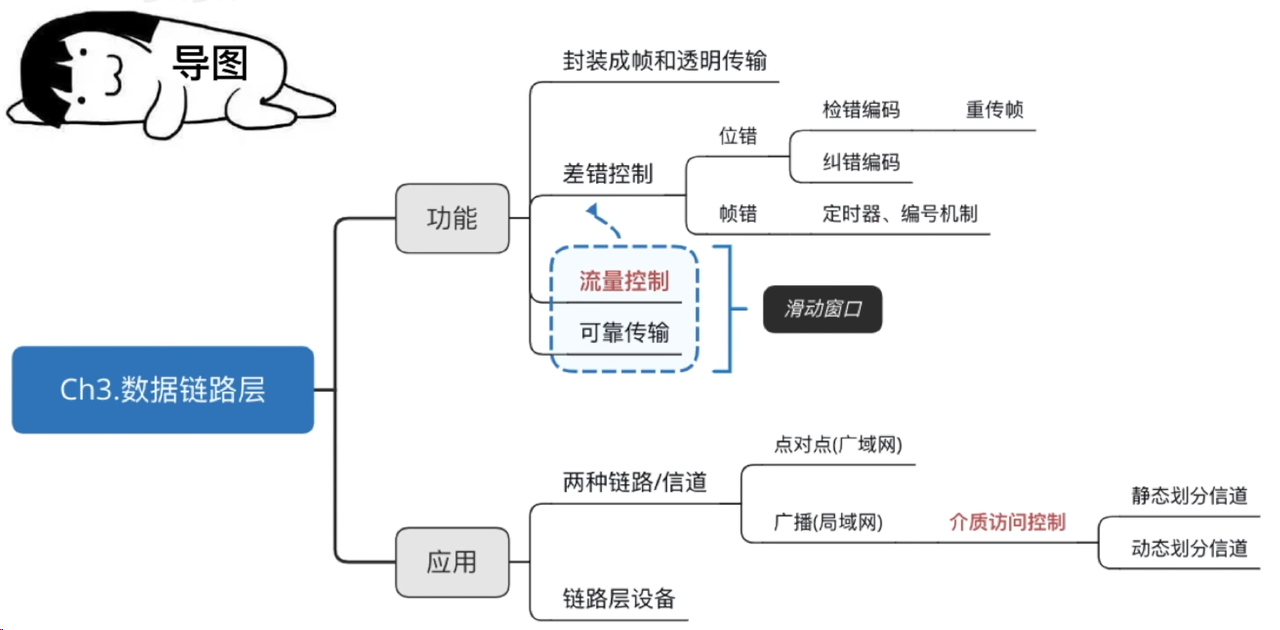 导图
封装成帧和透明传输
检错编码
重传帧
位错
纠错编码
差错控制
帧错
定时器、编号机制
功能
流量控制
滑动窗口
可靠传输
Ch3.数据链路层
点对点(广域网)
两种链路/信道
静态划分信道
广播(局域网)
介质访问控制
动态划分信道
应用
链路层设备